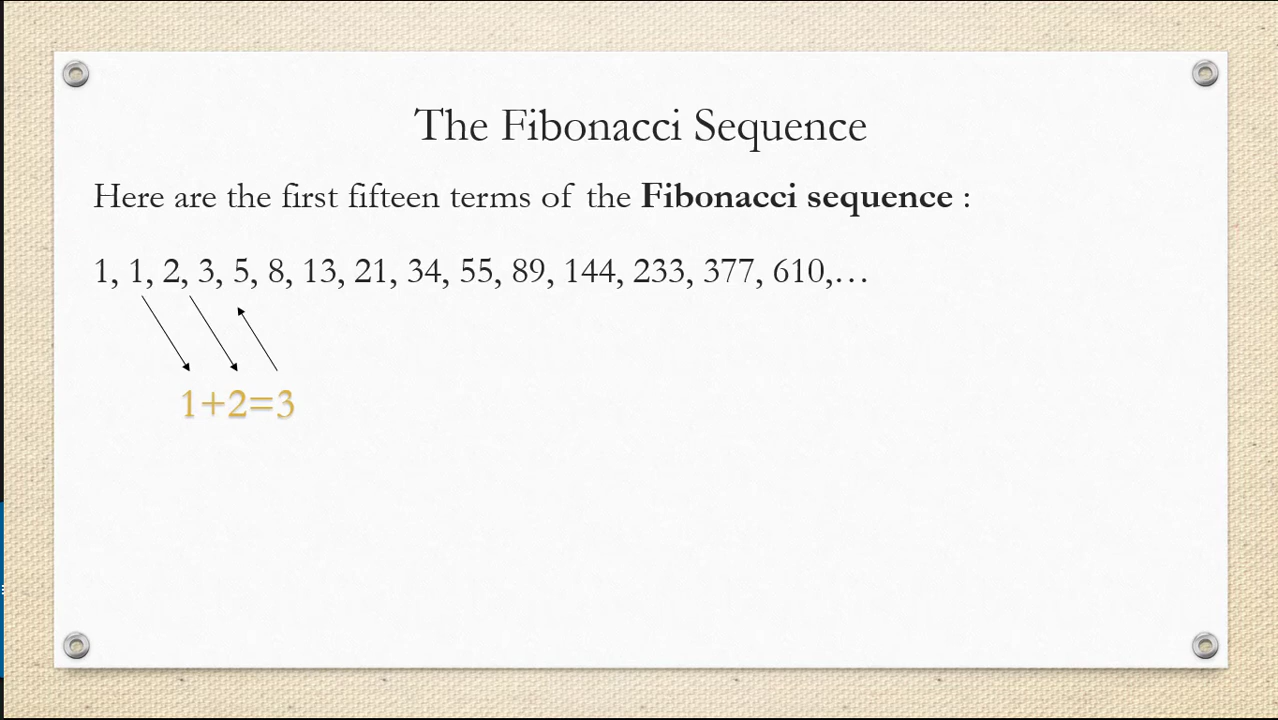 The Fibonacci Sequence
Here are the first fifteen terms of the Fibonacci sequence :
1, 1, 2, 3, 5, 8, 13, 21, 34, 55, 89, 144, 233, 377, 610,…
1+2=3